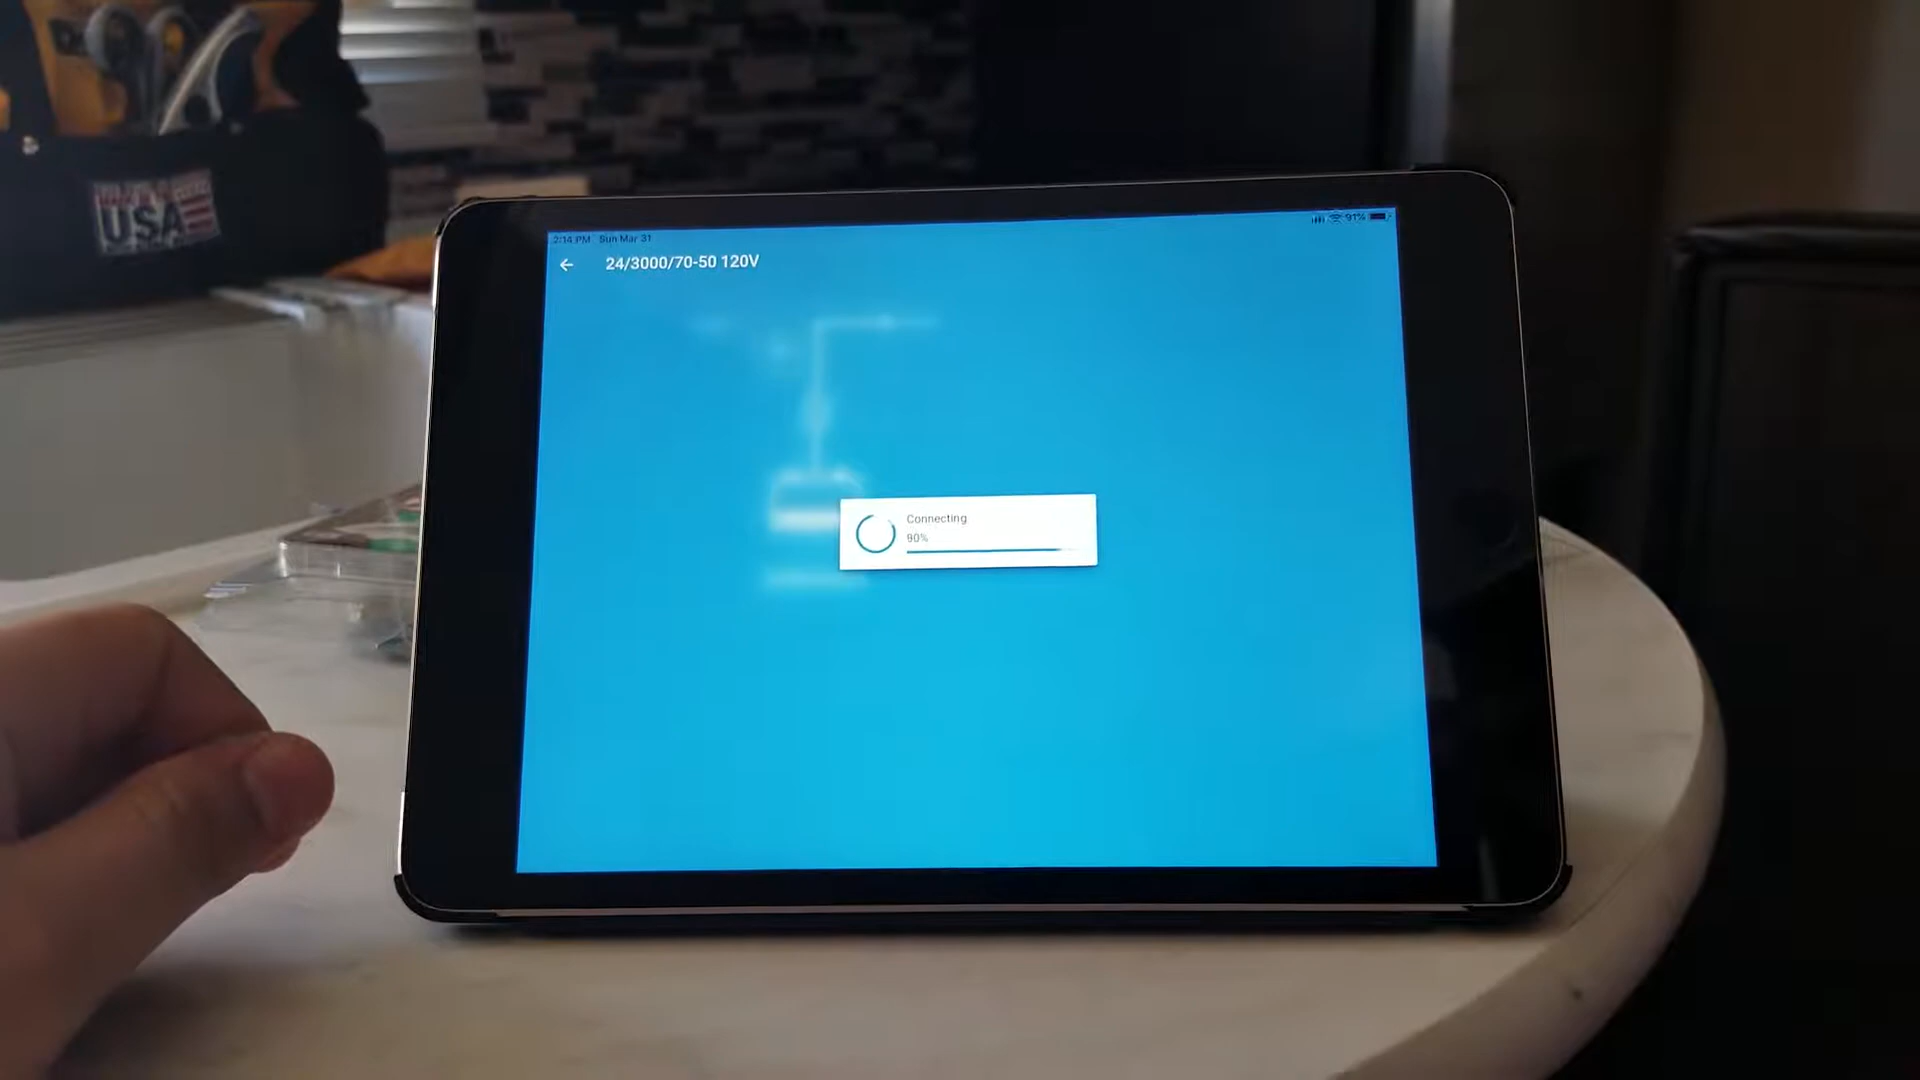 USA
2:14 PM Sun Mar 31
91%
24/3000/70-50 120V
Connecting
90%